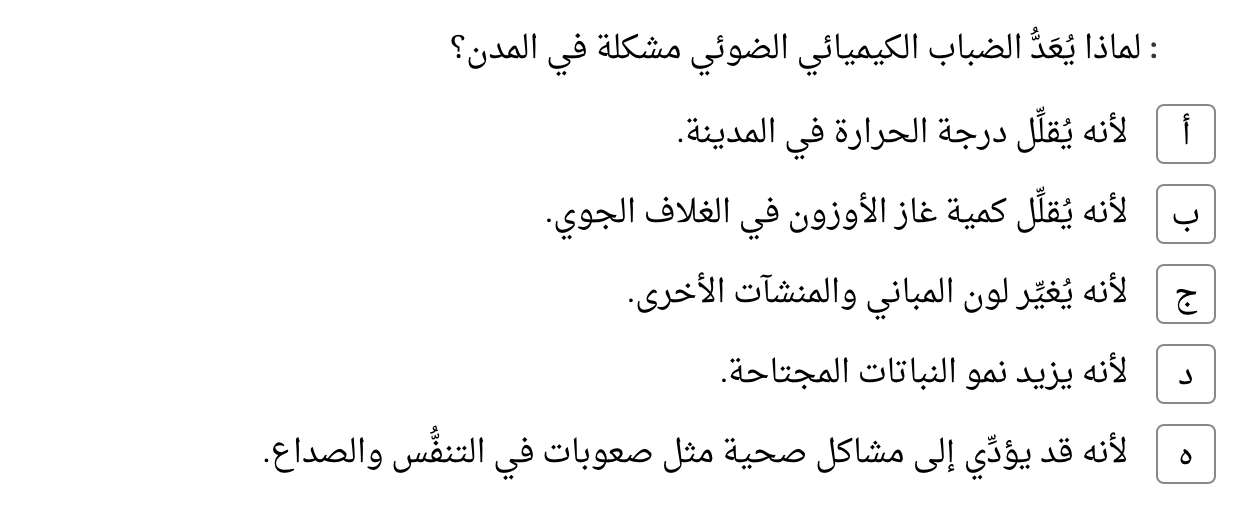 : لماذا يُعَدُّ الضباب الكيميائي الضوئي مشكلة في المدن؟
أ لأنه يُقلِّل درجة الحرارة في المدينة.
ب لأنه يُقلِّل كمية غاز الأوزون في الغلاف الجوي.
ج لأنه يُغيِّر لون المباني والمنشآت الأخرى.
د لأنه يزيد نمو النباتات المجتاحة.
ه لأنه قد يؤدِّي إلى مشاكل صحية مثل صعوبات في التنفُّس والصداع.